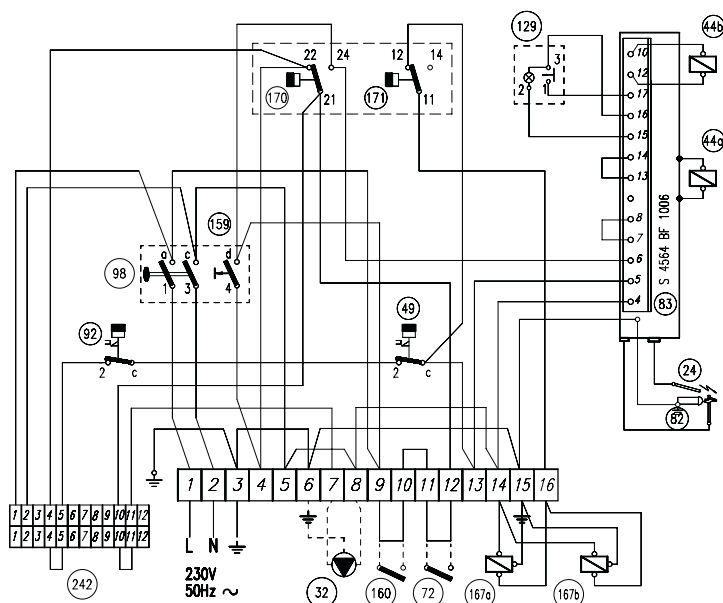 22 24 12 14
170 171
21 11
129
3
2 1
44b
10
12
17
16
15
44a
14
13
8
7
6
5
4
S 4564 BF 1006
83
24
82
159
a c d
98
1 3 4
92
2 c
49
2 c
1 2 3 4 5 6 7 8 9 10 11 12 13 14 15 16
1 2 3 4 5 6 7 8 9 10 11 12
1 2 3 4 5 6 7 8 9 10 11 12
242
L N
230V
50Hz ~
32
160
72
167a
167b